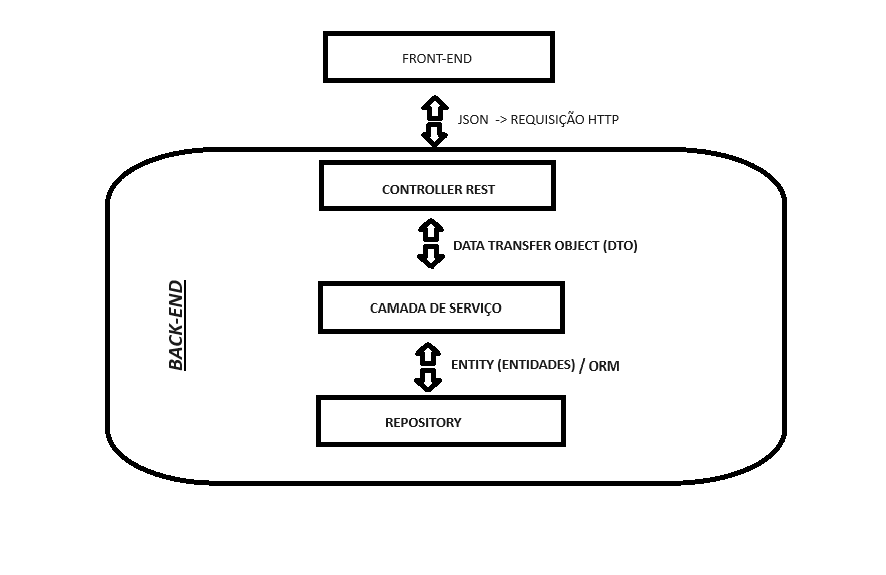 FRONT-END
JSON -> REQUISIÇÃO HTTP
CONTROLLER REST
DATA TRANSFER OBJECT (DTO)
BACK-END
CAMADA DE SERVIÇO
ENTITY (ENTIDADES) / ORM
REPOSITORY